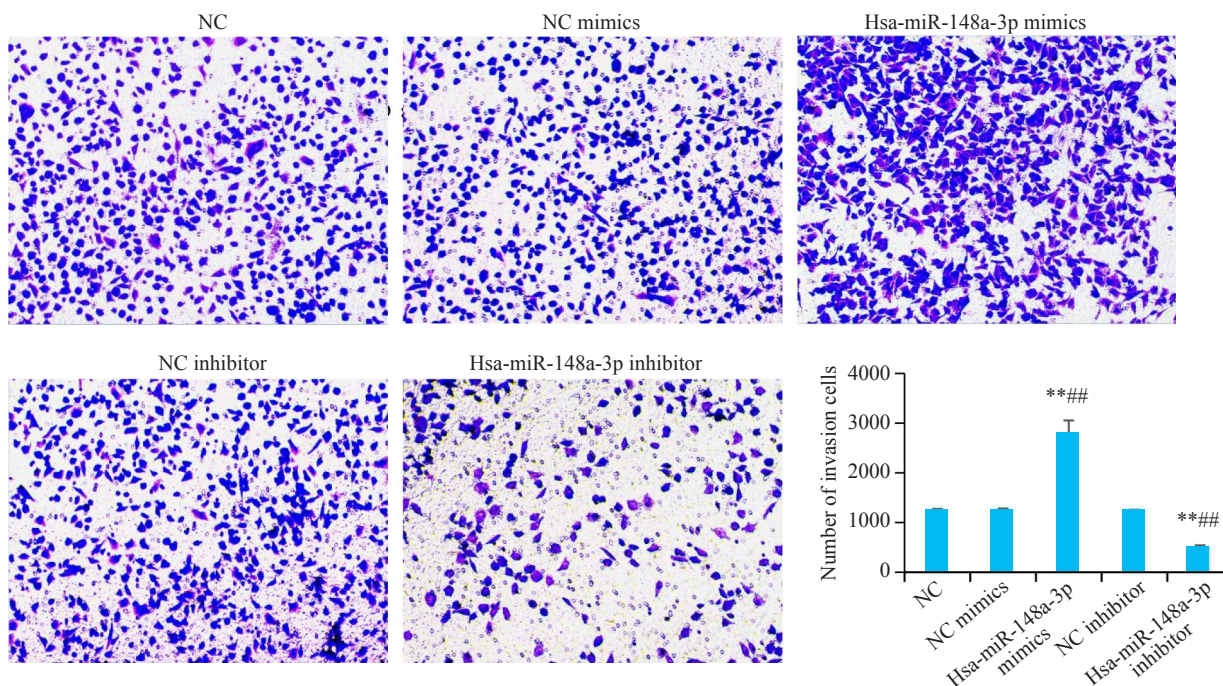 NC
NC mimics
Hsa-miR-148a-3p mimics
NC inhibitor
Hsa-miR-148a-3p inhibitor
Number of invasion cells
4000
3000
2000
1000
0
**##
**##
NC
NC mimics
Hsa-miR-148a-3p
mimics
NC inhibitor
Hsa-miR-148a-3p
inhibitor